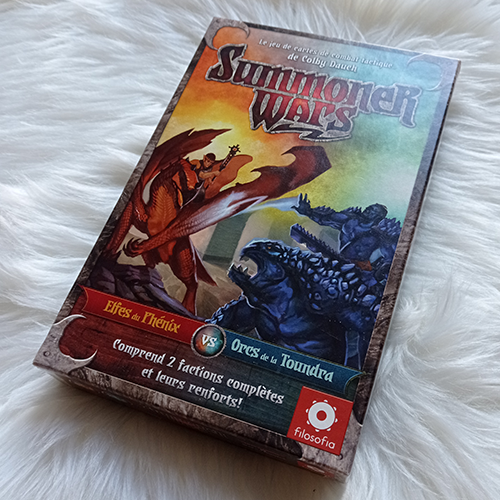 Le jeu de cartes de combat tactique
de Colby Dauch
Summoner
Wars
Elfes du Phénix
VS
Orcs de la Toundra
Comprend 2 factions complètes
et leurs renforts!
filosofia